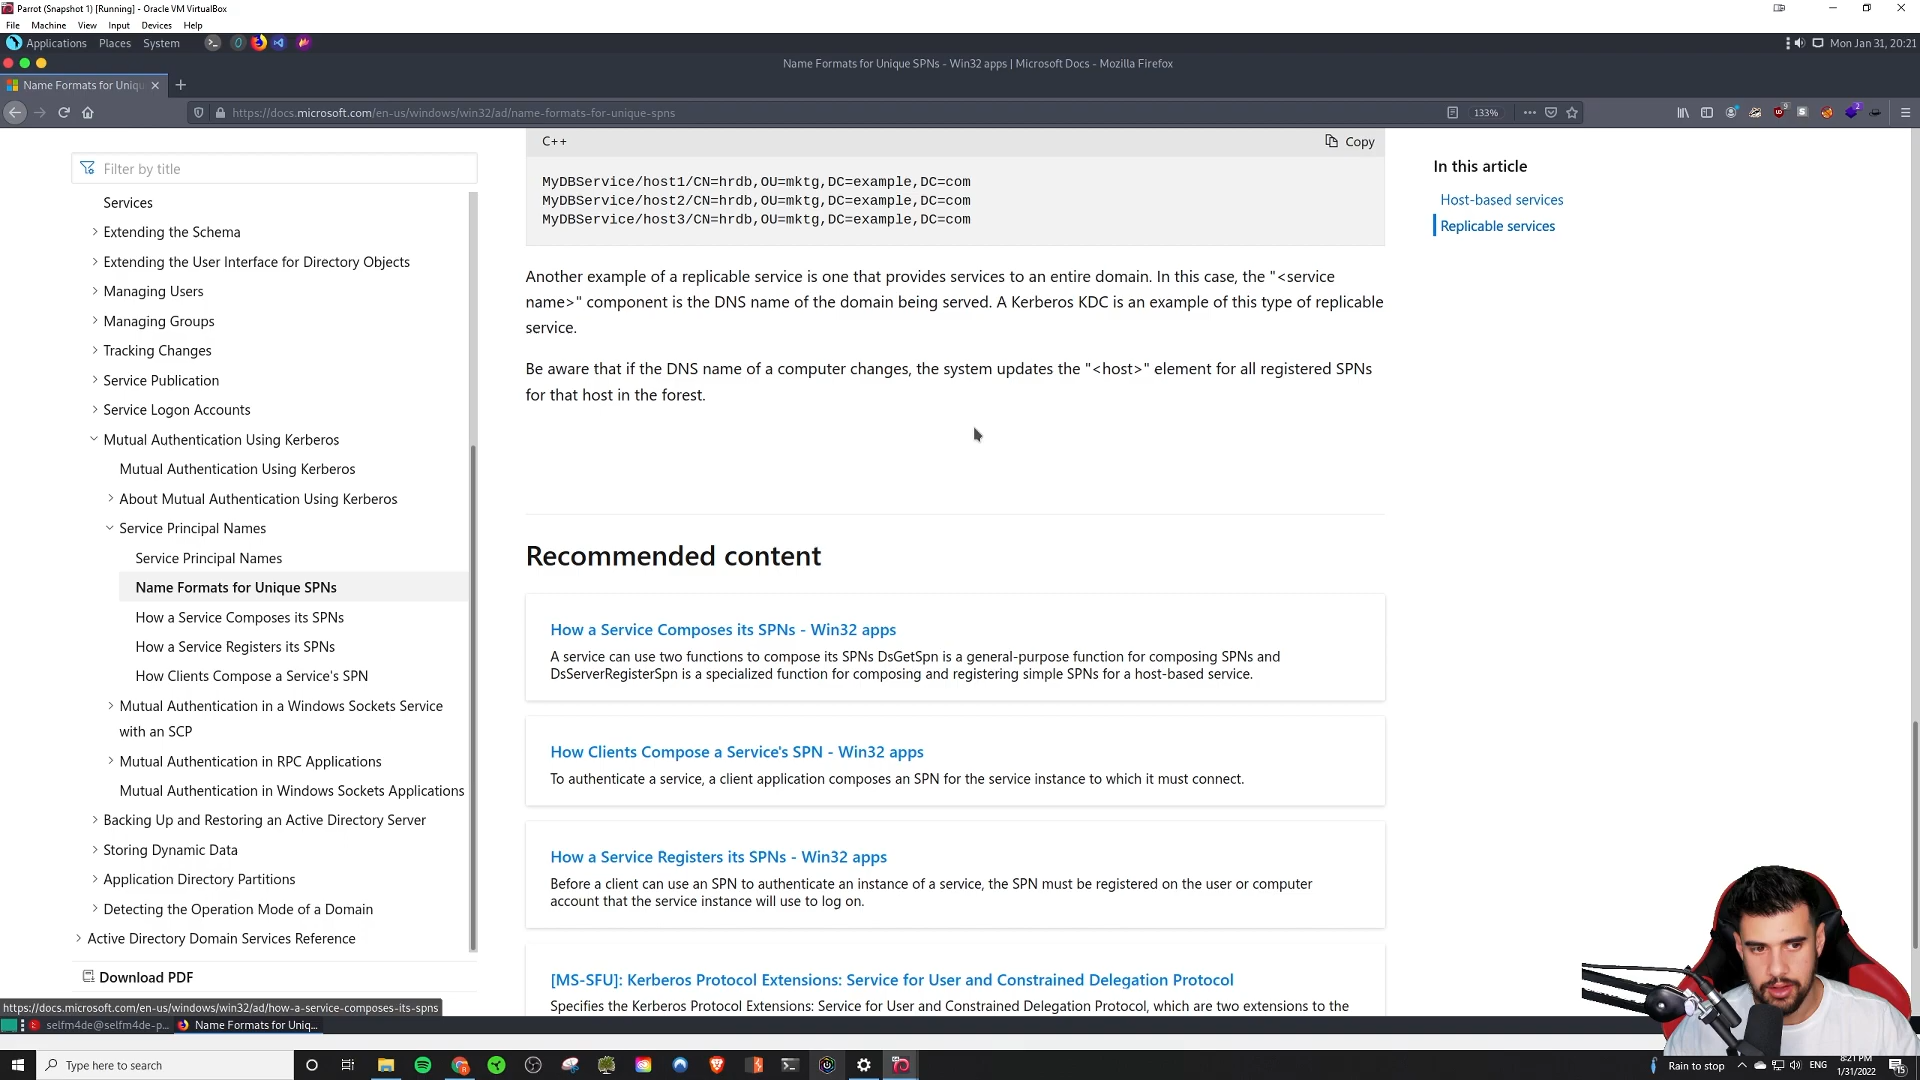 Parrot (Snapshot 1) [Running] - Oracle VM VirtualBox
File Machine View Input Devices Help
Applications Places System
Mon Jan 31, 20:21
Name Formats for Unique SPNs - Win32 apps | Microsoft Docs - Mozilla Firefox
Name Formats for Uniqu
https://docs.microsoft.com/en-us/windows/win32/ad/name-formats-for-unique-spns
133%
Filter by title
Services
Extending the Schema
Extending the User Interface for Directory Objects
Managing Users
Managing Groups
Tracking Changes
Service Publication
Service Logon Accounts
Mutual Authentication Using Kerberos
Mutual Authentication Using Kerberos
About Mutual Authentication Using Kerberos
Service Principal Names
Service Principal Names
Name Formats for Unique SPNs
How a Service Composes its SPNs
How a Service Registers its SPNs
How Clients Compose a Service's SPN
Mutual Authentication in a Windows Sockets Service
with an SCP
Mutual Authentication in RPC Applications
Mutual Authentication in Windows Sockets Applications
Backing Up and Restoring an Active Directory Server
Storing Dynamic Data
Application Directory Partitions
Detecting the Operation Mode of a Domain
Active Directory Domain Services Reference
Download PDF
C++
Copy
MyDBService/host1/CN=hrdb,OU=mktg,DC=example,DC=com
MyDBService/host2/CN=hrdb,OU=mktg,DC=example,DC=com
MyDBService/host3/CN=hrdb,OU=mktg,DC=example,DC=com
Another example of a replicable service is one that provides services to an entire domain. In this case, the "<service
name>" component is the DNS name of the domain being served. A Kerberos KDC is an example of this type of replicable
service.
Be aware that if the DNS name of a computer changes, the system updates the "<host>" element for all registered SPNs
for that host in the forest.
Recommended content
How a Service Composes its SPNs - Win32 apps
A service can use two functions to compose its SPNs DsGetSpn is a general-purpose function for composing SPNs and
DsServerRegisterSpn is a specialized function for composing and registering simple SPNs for a host-based service.
How Clients Compose a Service's SPN - Win32 apps
To authenticate a service, a client application composes an SPN for the service instance to which it must connect.
How a Service Registers its SPNs - Win32 apps
Before a client can use an SPN to authenticate an instance of a service, the SPN must be registered on the user or computer
account that the service instance will use to log on.
[MS-SFU]: Kerberos Protocol Extensions: Service for User and Constrained Delegation Protocol
Specifies the Kerberos Protocol Extensions: Service for User and Constrained Delegation Protocol, which are two extensions to the
In this article
Host-based services
Replicable services
https://docs.microsoft.com/en-us/windows/win32/ad/how-a-service-composes-its-spns
selfm4de@selfm4de-p...
Name Formats for Uniq...
Type here to search
Rain to stop
ENG
8:21 PM
1/31/2022